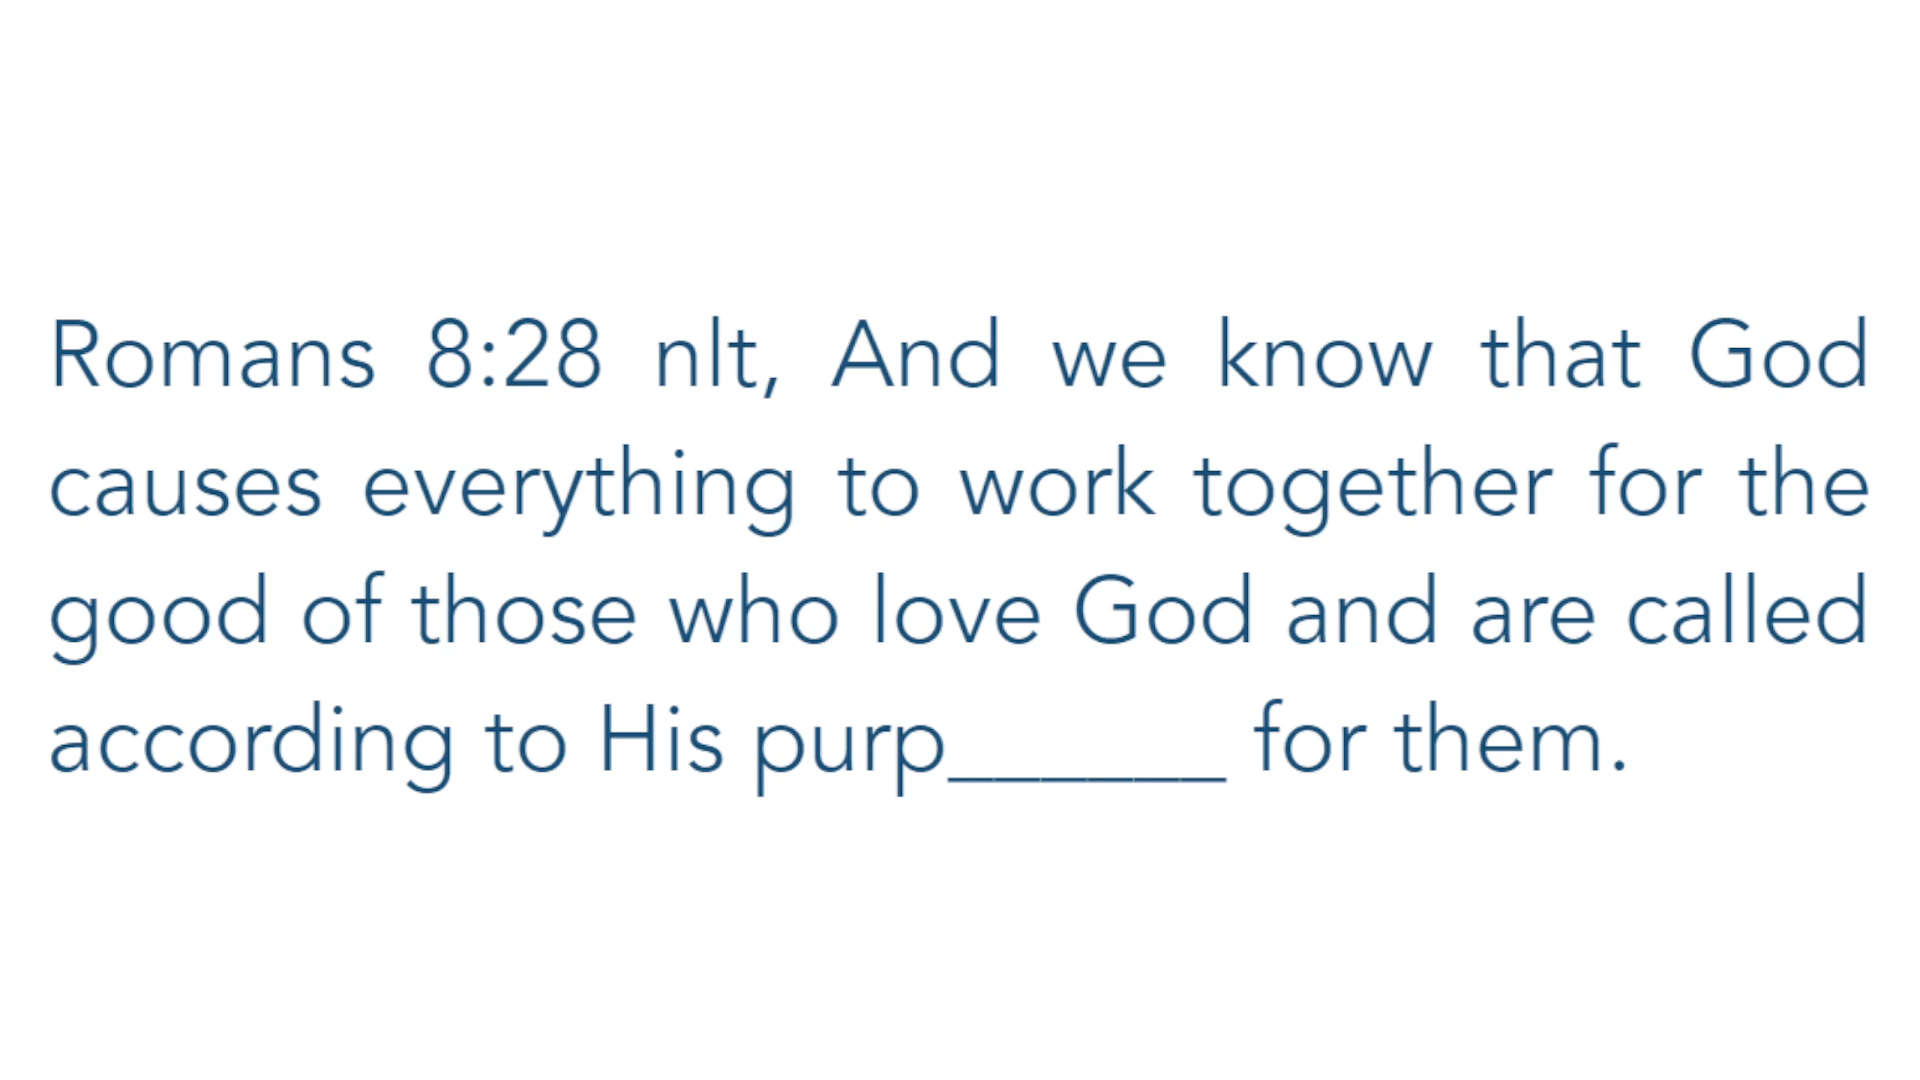 Romans 8:28 nlt, And we know that God
causes everything to work together for the
good of those who love God and are called
according to His purp______ for them.